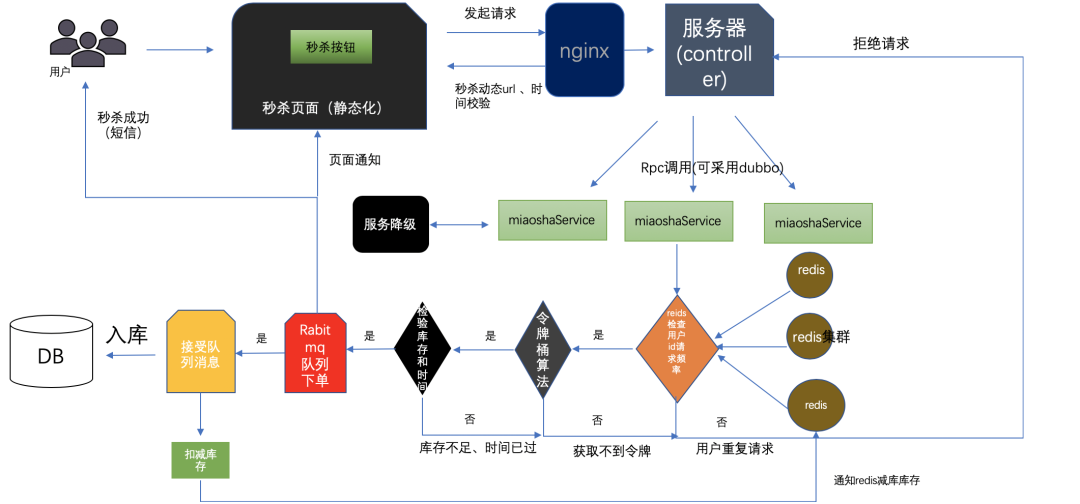 用户
秒杀按钮
秒杀页面（静态化）
发起请求
秒杀动态url 、时
间校验
nginx
服务器
(controll
er)
拒绝请求
秒杀成功
（短信）
页面通知
Rpc调用(可采用dubbo)
服务降级
miaoshaService
miaoshaService
miaoshaService
redis
redis
集群
redis
reids
检查
用户
id请
求频
率
是
令
牌
桶
算
法
是
检
验
库
存
和
时
间
是
Rabit
mq
队列
下单
是
接受队
列消息
入库
DB
否
库存不足、时间已过
否
获取不到令牌
否
用户重复请求
扣减库
存
通知redis减库库存